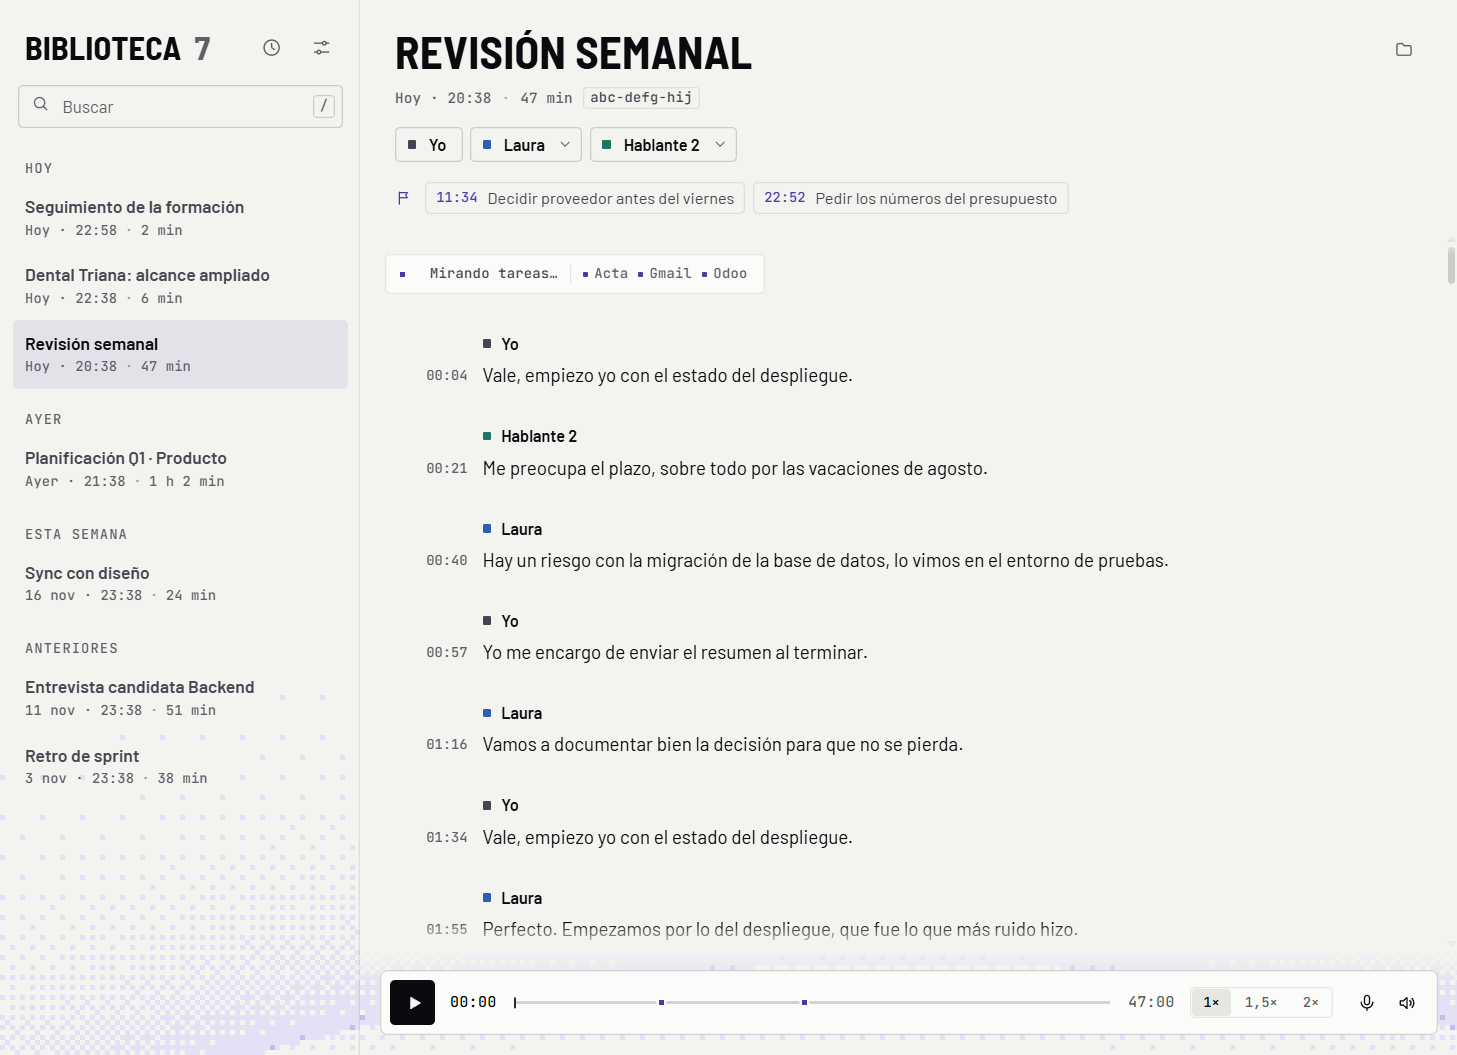 BIBLIOTECA 7
Buscar /
HOY
Seguimiento de la formación
Hoy · 22:58 · 2 min
Dental Triana: alcance ampliado
Hoy · 22:38 · 6 min
Revisión semanal
Hoy · 20:38 · 47 min
AYER
Planificación Q1 · Producto
Ayer · 21:38 · 1 h 2 min
ESTA SEMANA
Sync con diseño
16 nov · 23:38 · 24 min
ANTERIORES
Entrevista candidata Backend
11 nov · 23:38 · 51 min
Retro de sprint
3 nov · 23:38 · 38 min
REVISIÓN SEMANAL
Hoy · 20:38 · 47 min abc-defg-hij
Yo Laura Hablante 2
11:34 Decidir proveedor antes del viernes 22:52 Pedir los números del presupuesto
Mirando tareas… Acta Gmail Odoo
Yo
00:04 Vale, empiezo yo con el estado del despliegue.
Hablante 2
00:21 Me preocupa el plazo, sobre todo por las vacaciones de agosto.
Laura
00:40 Hay un riesgo con la migración de la base de datos, lo vimos en el entorno de pruebas.
Yo
00:57 Yo me encargo de enviar el resumen al terminar.
Laura
01:16 Vamos a documentar bien la decisión para que no se pierda.
Yo
01:34 Vale, empiezo yo con el estado del despliegue.
Laura
01:55 Perfecto. Empezamos por lo del despliegue, que fue lo que más ruido hizo.
00:00 47:00 1× 1,5× 2×